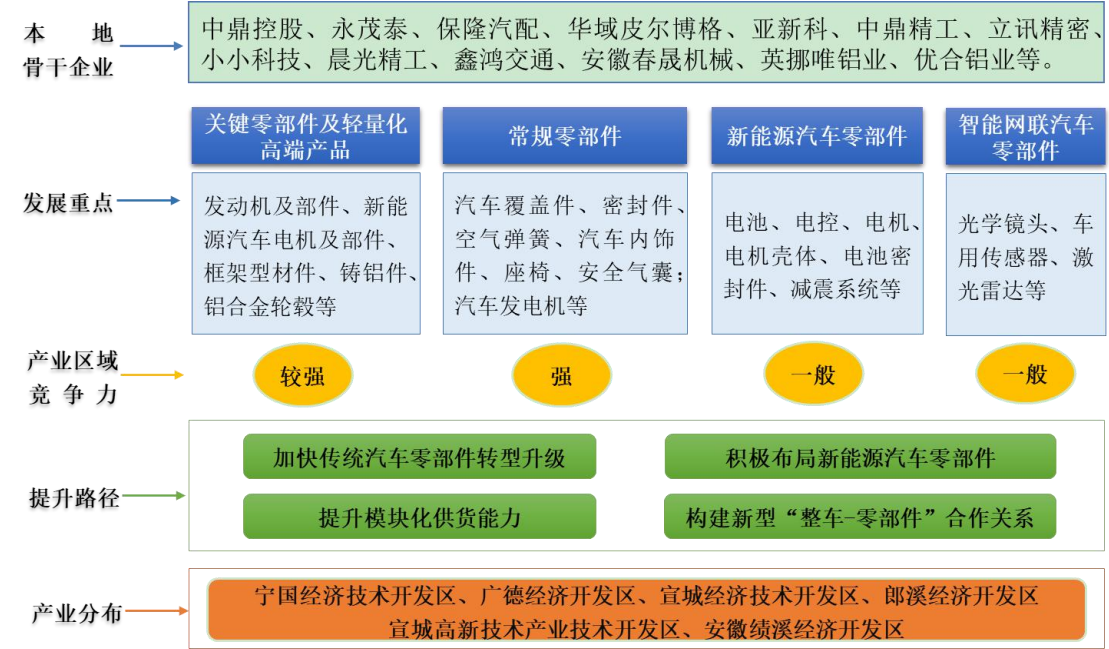 本 地
骨干企业
中鼎控股、永茂泰、保隆汽配、华域皮尔博格、亚新科、中鼎精工、立讯精密、
小小科技、晨光精工、鑫鸿交通、安徽春晟机械、英挪唯铝业、优合铝业等。
发展重点
关键零部件及轻量化
高端产品
发动机及部件、新能
源汽车电机及部件、
框架型材件、铸铝件、
铝合金轮毂等
常规零部件
汽车覆盖件、密封件、
空气弹簧、汽车内饰
件、座椅、安全气囊；
汽车发电机等
新能源汽车零部件
电池、电控、电机、
电机壳体、电池密
封件、减震系统等
智能网联汽车
零部件
光学镜头、车
用传感器、激
光雷达等
产业区域
竞 争 力
较强
强
一般
一般
提升路径
加快传统汽车零部件转型升级
积极布局新能源汽车零部件
提升模块化供货能力
构建新型“整车-零部件”合作关系
产业分布
宁国经济技术开发区、广德经济开发区、宣城经济技术开发区、郎溪经济开发区
宣城高新技术产业技术开发区、安徽绩溪经济开发区